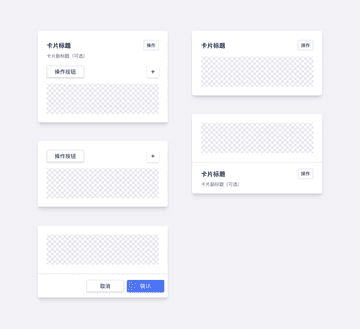 卡片标题
操作
卡片副标题（可选）
操作按钮
+
操作按钮
+
取消
确认
卡片标题
操作
卡片标题
操作
卡片副标题（可选）